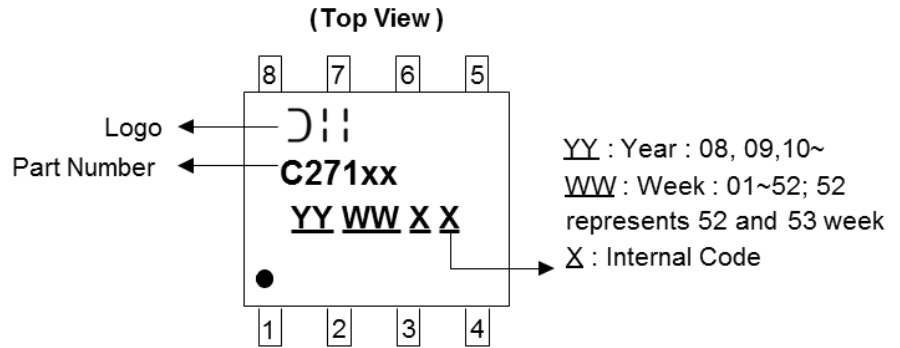 (Top View)
8 7 6 5
Logo
Part Number
C271xx
YY WW X X
YY : Year : 08, 09,10~
WW : Week : 01~52; 52
represents 52 and 53 week
X : Internal Code
1 2 3 4